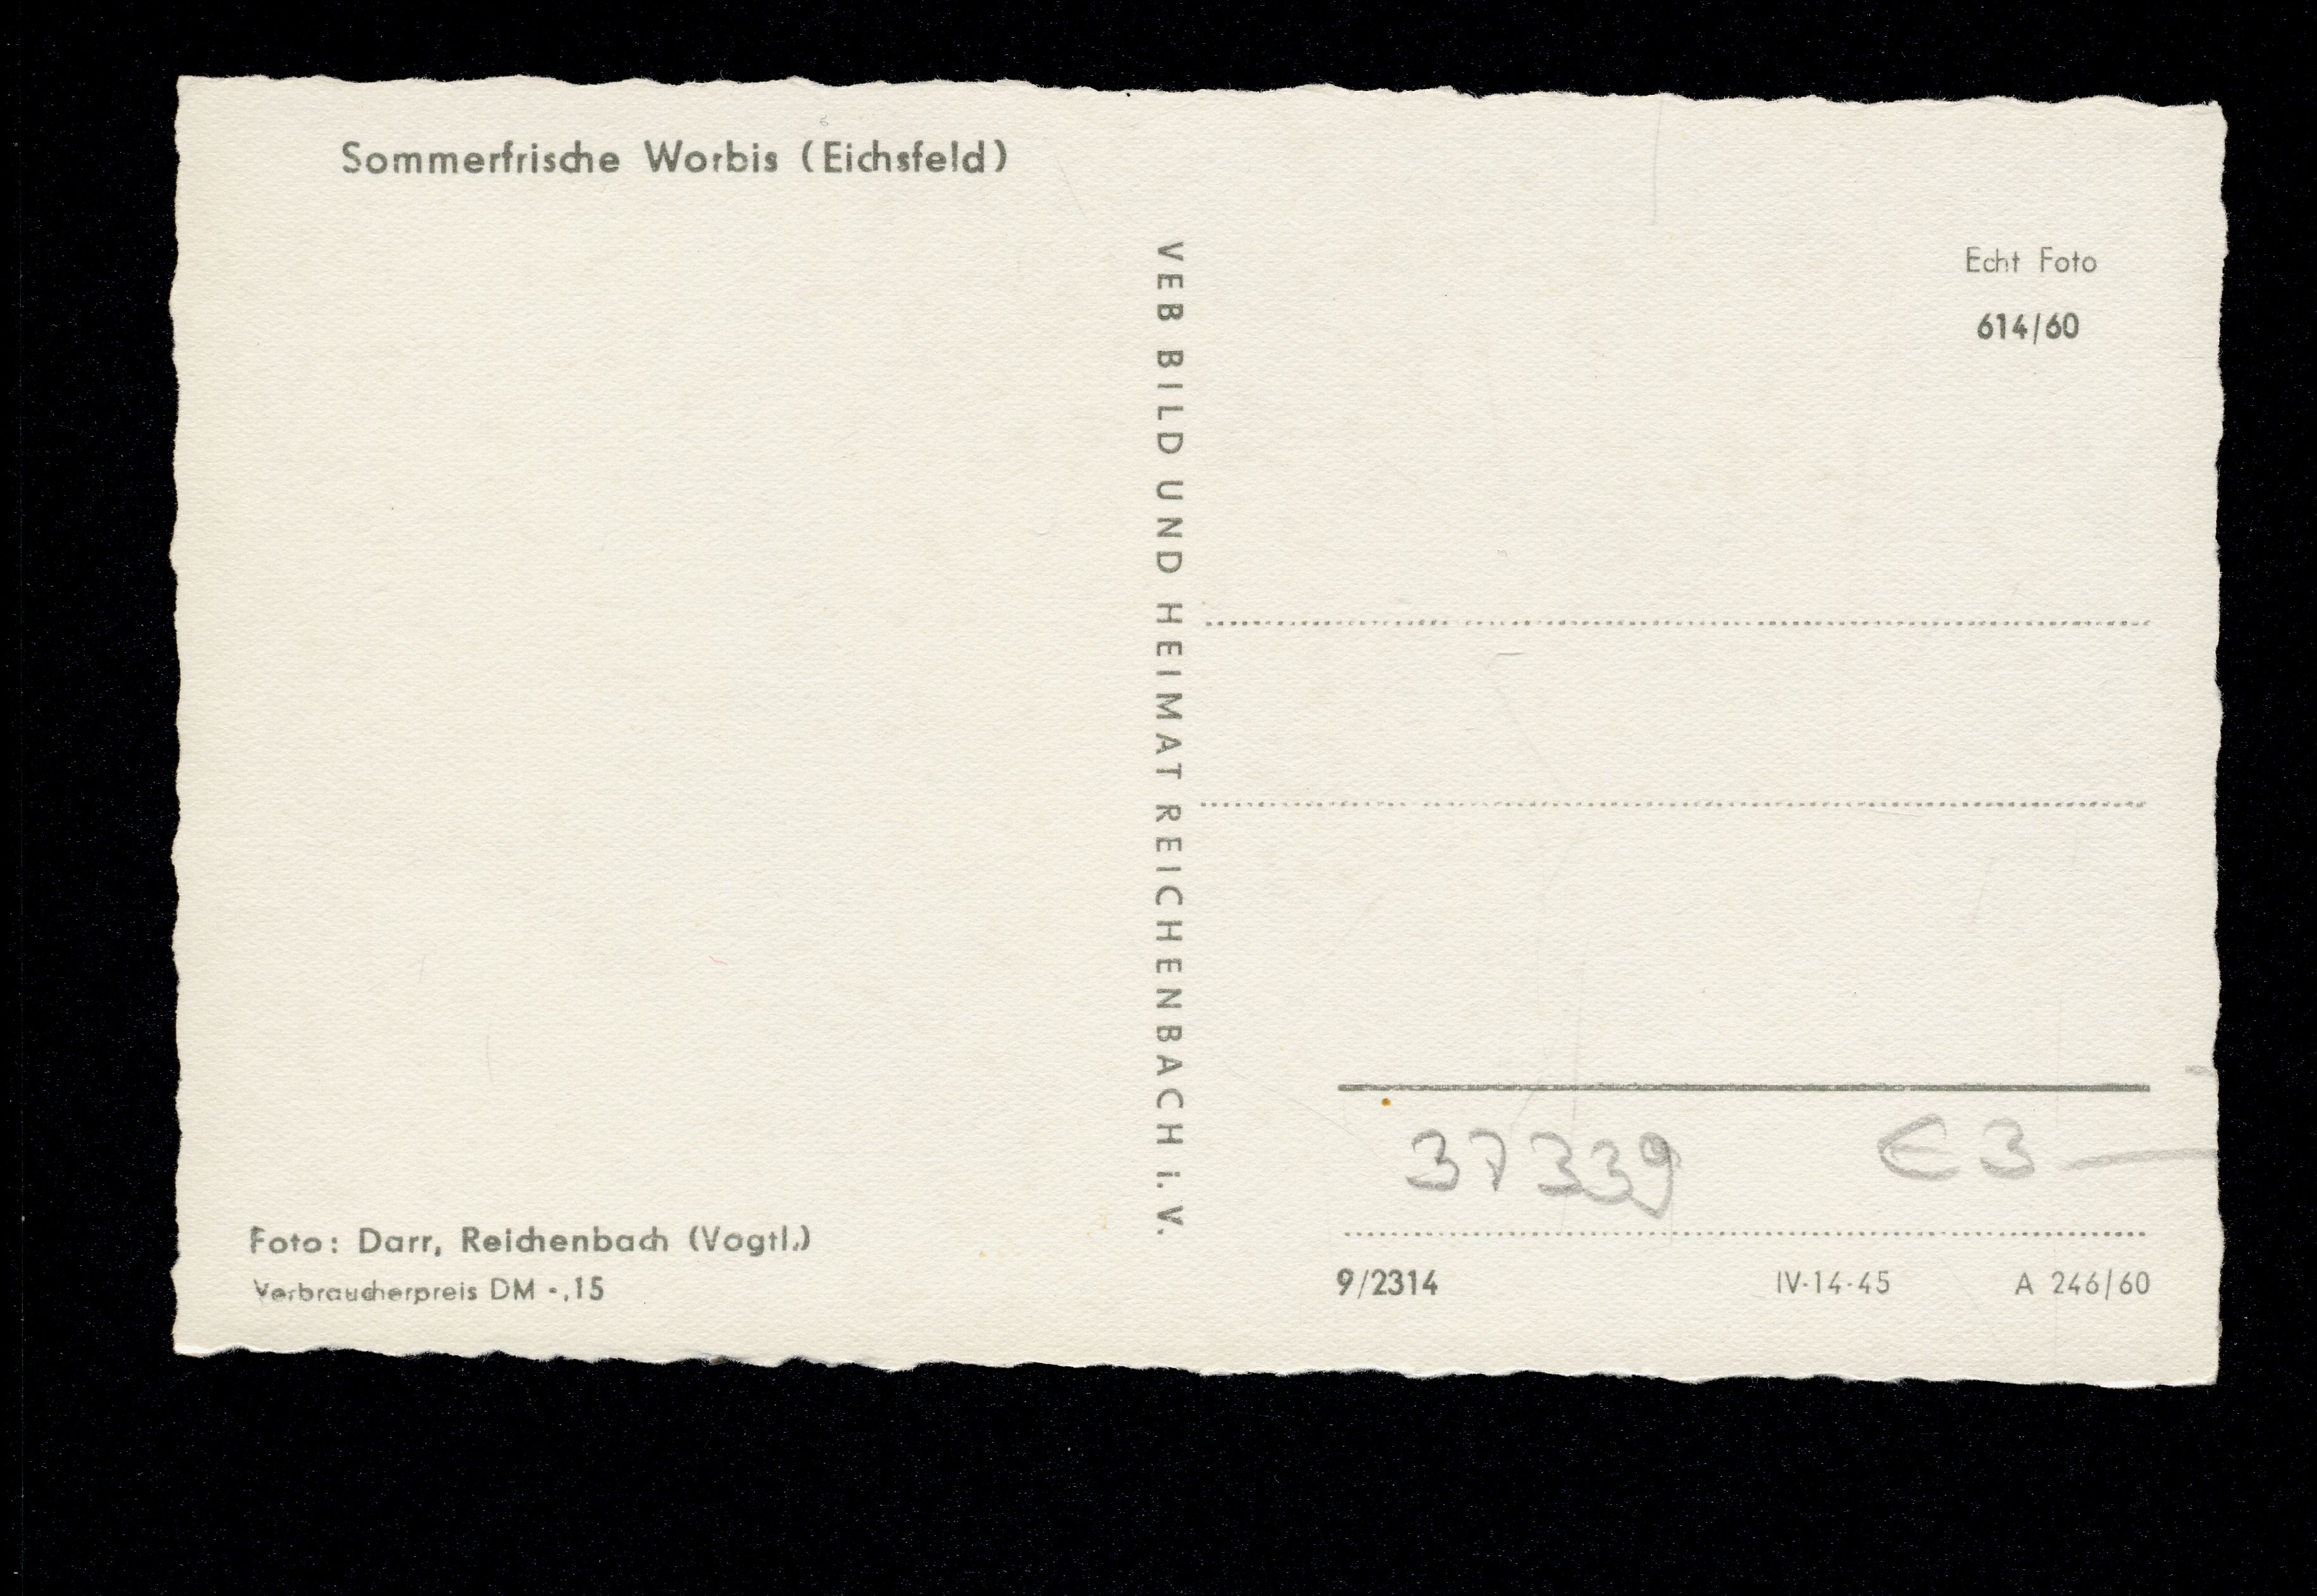 Sommerfrische Worbis (Eichsfeld)
VEB BILD UND HEIMAT REICHENBACH i. V.
Echt Foto
614/60
37339 € 3 —
Foto: Darr, Reichenbach (Vogtl.)
Verbraucherpreis DM -,15
9/2314 IV-14-45 A 246/60